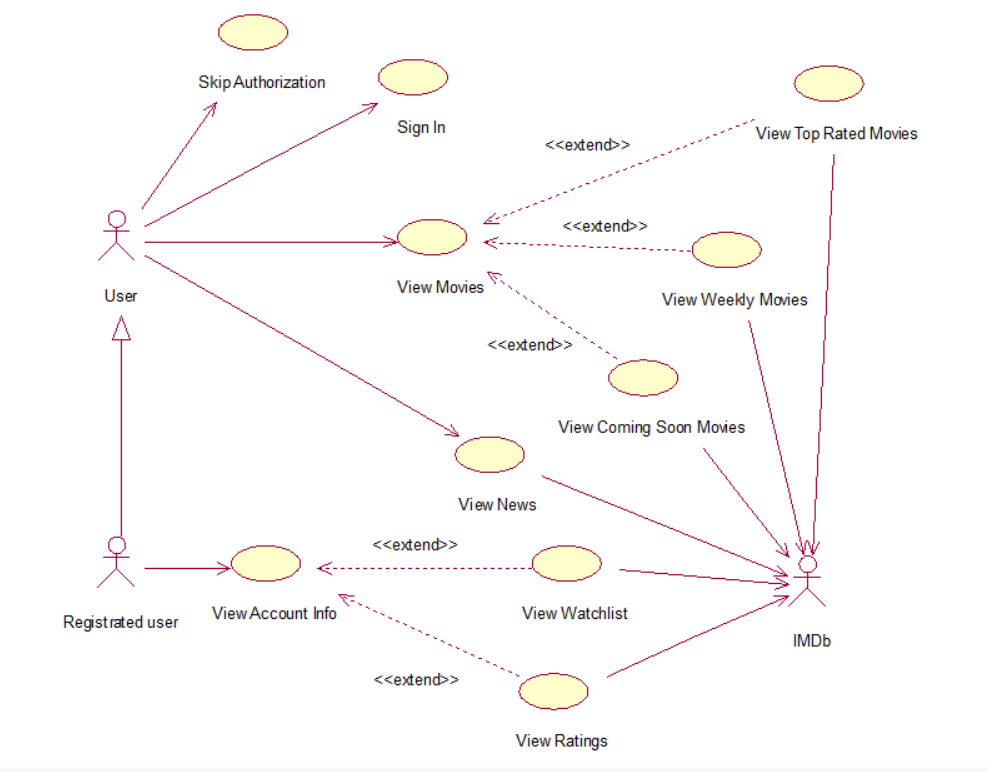 Skip Authorization
Sign In
View Top Rated Movies
<<extend>>
<<extend>>
View Movies
User
View Weekly Movies
<<extend>>
View Coming Soon Movies
View News
<<extend>>
Registrated user
View Account Info
View Watchlist
IMDb
<<extend>>
View Ratings